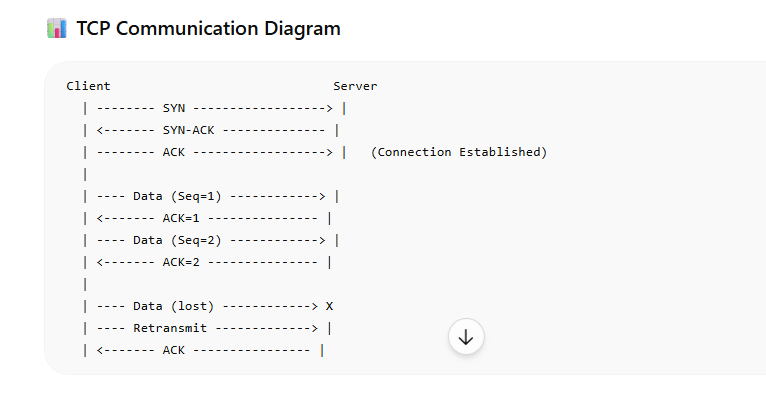 📊 TCP Communication Diagram
Client                              Server
  | -------- SYN ------------------> |
  | <------- SYN-ACK -------------- |
  | -------- ACK ------------------> |   (Connection Established)
  |
  | ---- Data (Seq=1) ------------> |
  | <------- ACK=1 --------------- |
  | ---- Data (Seq=2) ------------> |
  | <------- ACK=2 --------------- |
  |
  | ---- Data (lost) ------------> X
  | ---- Retransmit -------------> |
  | <------- ACK ---------------- |